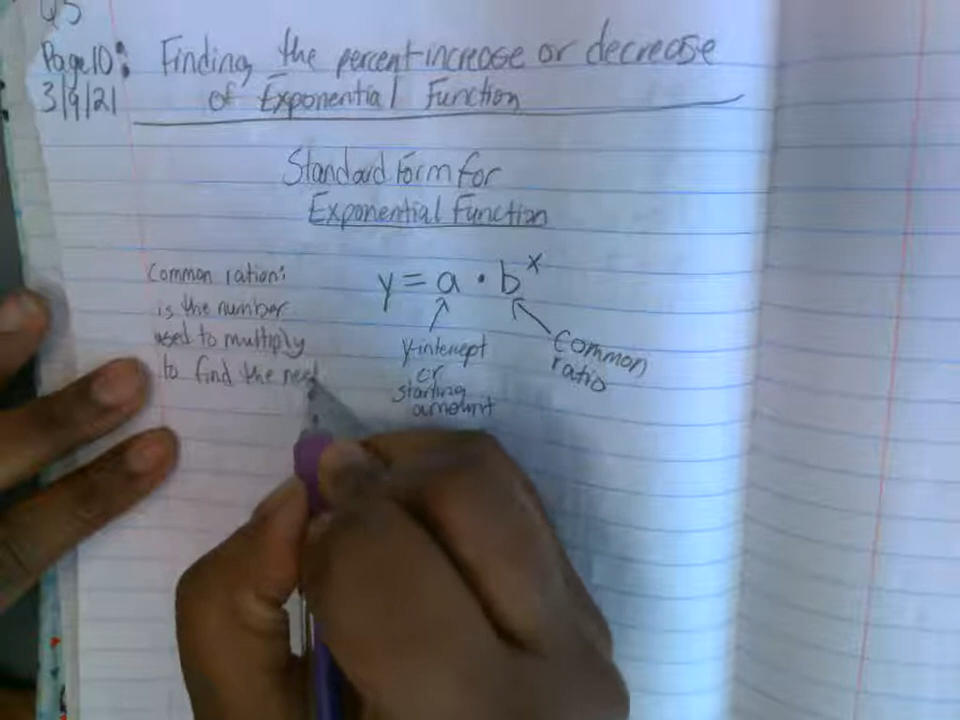 45
Page 10: Finding the percent increase or decrease
3/9/21 of Exponential Function
Standard Form for
Exponential Function
Common ration:
is the number
used to multiply
to find the next
y = a · b^x
y-intercept
or
starting
amount
Common
ratio